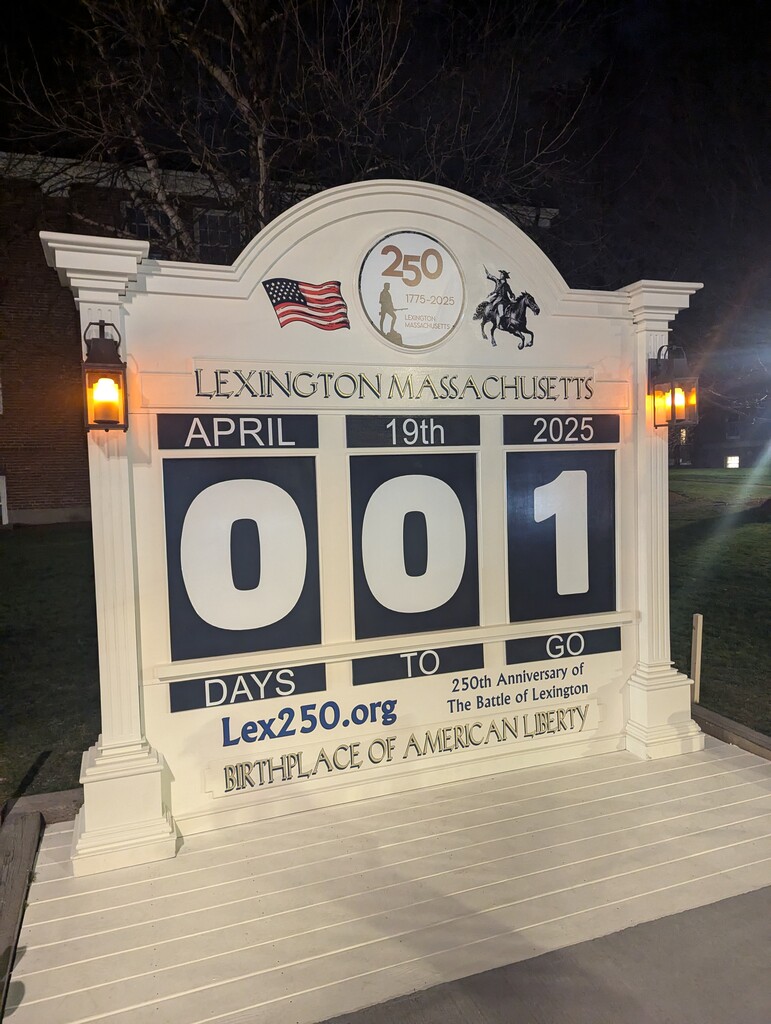 250
1775-2025
LEXINGTON,
MASSACHUSETTS
LEXINGTON MASSACHUSETTS
APRIL 19th 2025
0 0 1
DAYS TO GO
Lex250.org
250th Anniversary of
The Battle of Lexington
BIRTHPLACE OF AMERICAN LIBERTY